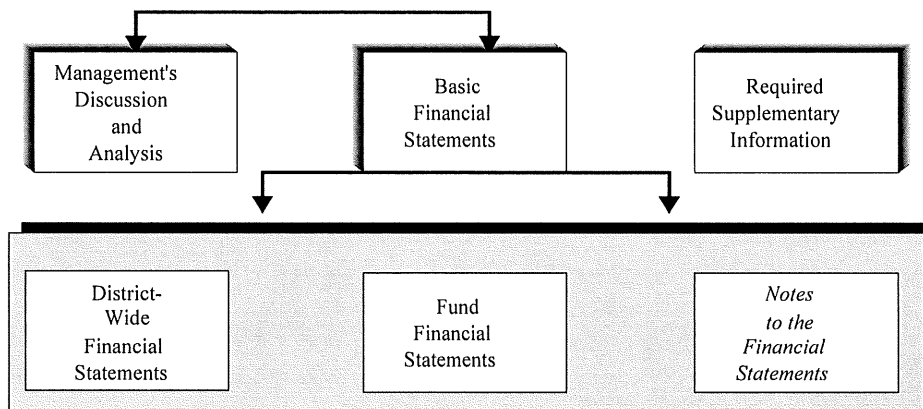 Management's
Discussion
and
Analysis
Basic
Financial
Statements
Required
Supplementary
Information
District-
Wide
Financial
Statements
Fund
Financial
Statements
Notes
to the
Financial
Statements